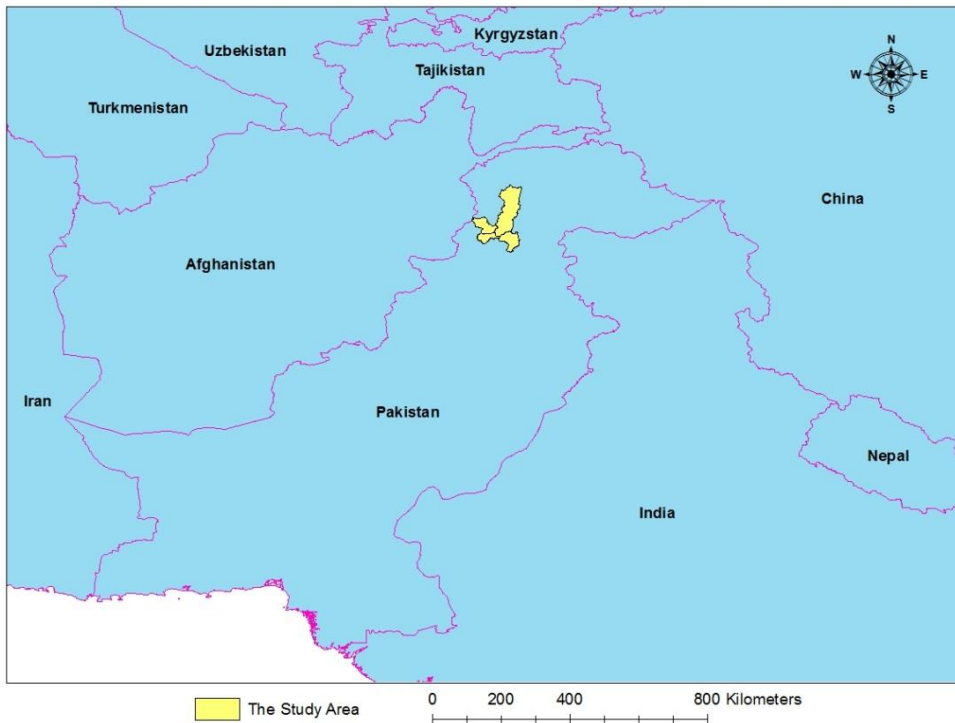 Kyrgyzstan
Uzbekistan
Tajikistan
N
W E
S
Turkmenistan
China
Afghanistan
Iran
Pakistan
Nepal
India
The Study Area
0 200 400 800 Kilometers